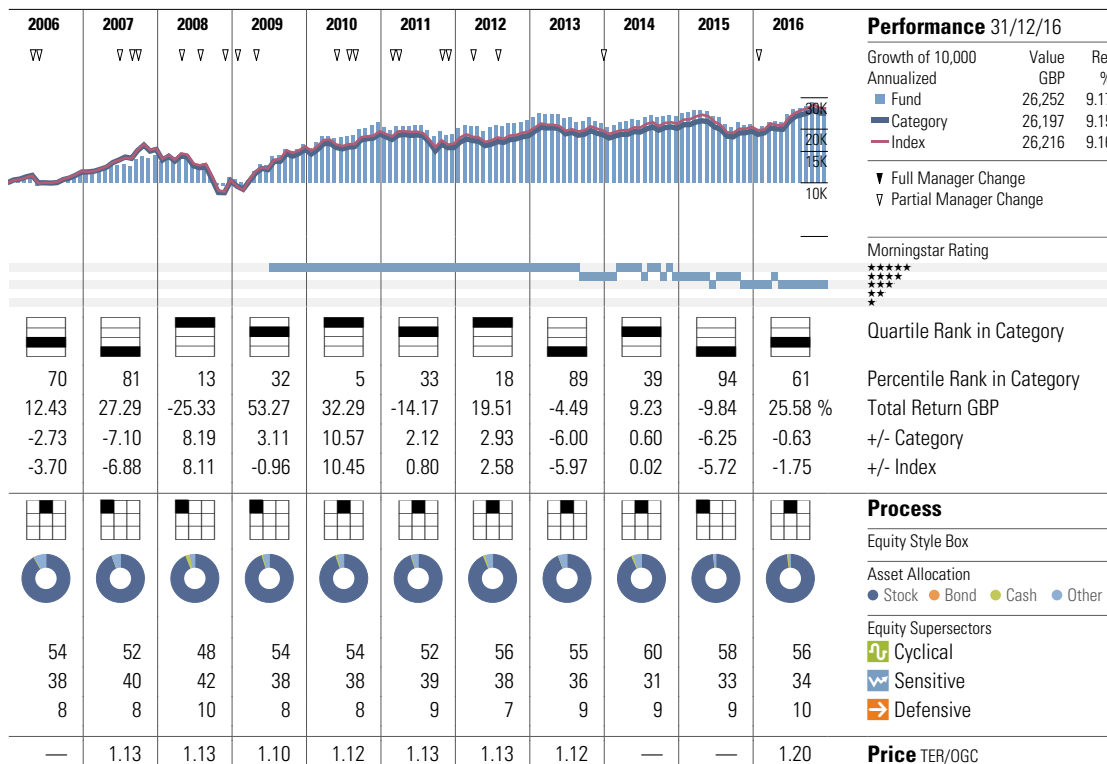 2006 2007 2008 2009 2010 2011 2012 2013 2014 2015 2016
Performance 31/12/16
Growth of 10,000 Value
Annualized GBP %
Fund 26,252
Category 26,197
Index 26,216
30K
20K
15K
10K
▼ Full Manager Change
▽ Partial Manager Change
Morningstar Rating
★★★★★
★★★★
★★★
★★
★
Quartile Rank in Category
70 81 13 32 5 33 18 89 39 94 61 Percentile Rank in Category
12.43 27.29 -25.33 53.27 32.29 -14.17 19.51 -4.49 9.23 -9.84 25.58 % Total Return GBP
-2.73 -7.10 8.19 3.11 10.57 2.12 2.93 -6.00 0.60 -6.25 -0.63 +/- Category
-3.70 -6.88 8.11 -0.96 10.45 0.80 2.58 -5.97 0.02 -5.72 -1.75 +/- Index
Process
Equity Style Box
Asset Allocation
Stock Bond Cash Other
Equity Supersectors
54 52 48 54 54 52 56 55 60 58 56 Cyclical
38 40 42 38 38 39 38 36 31 33 34 Sensitive
8 8 10 8 8 9 7 9 9 9 10 Defensive
— 1.13 1.13 1.10 1.12 1.13 1.13 1.12 — — 1.20 Price TER/OGC